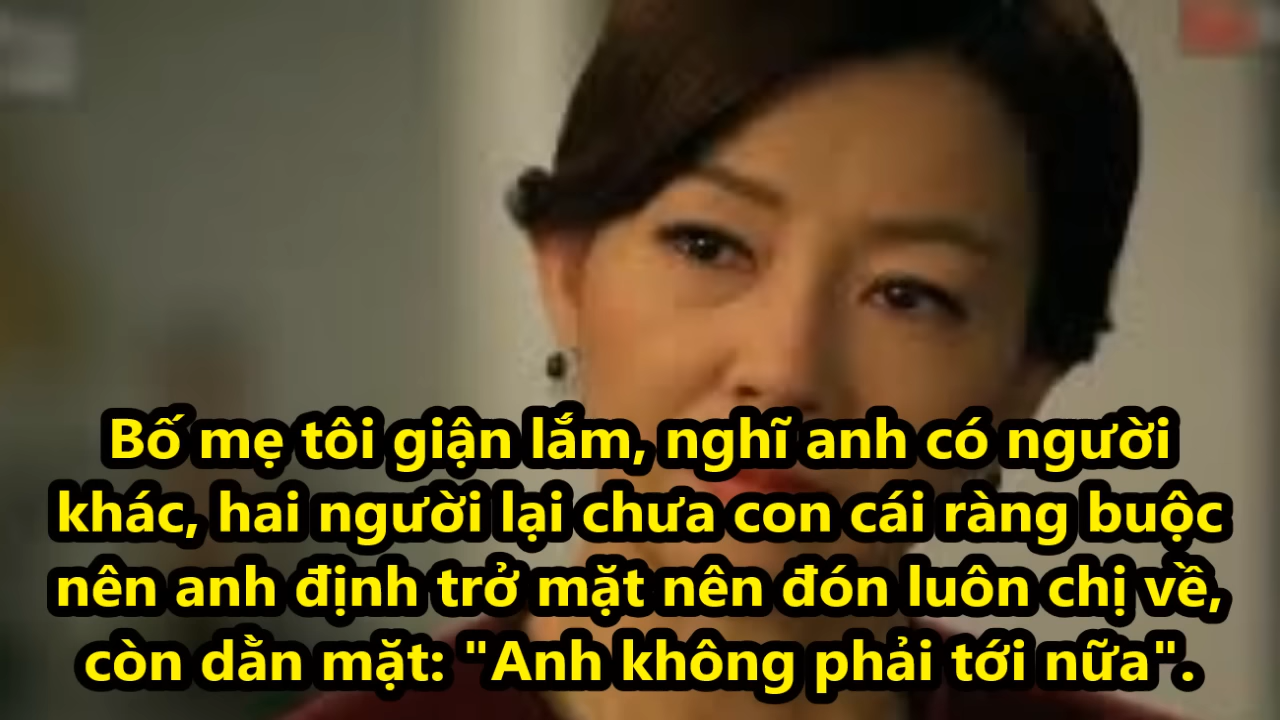 Bố mẹ tôi giận lắm, nghĩ anh có người
khác, hai người lại chưa con cái ràng buộc
nên anh định trở mặt nên đón luôn chị về,
còn dằn mặt: "Anh không phải tới nữa".